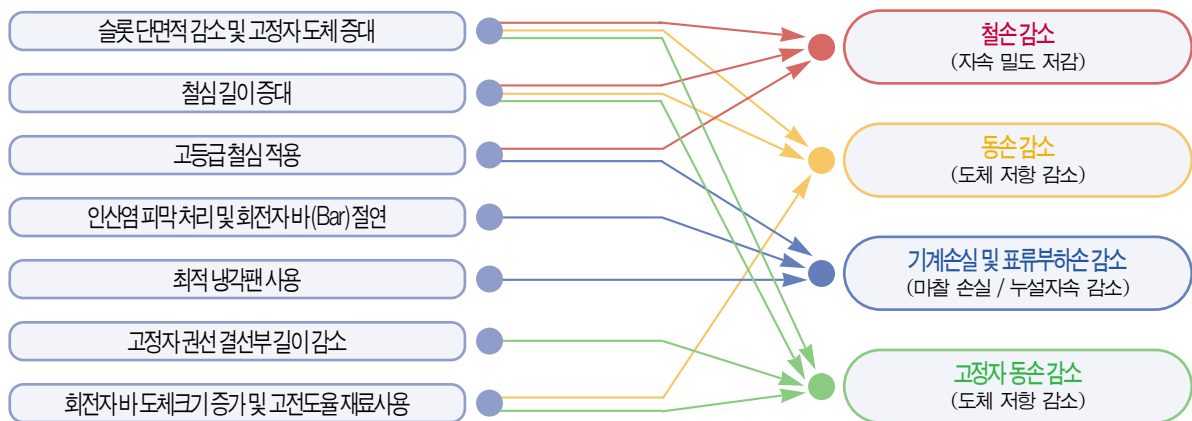 슬롯 단면적 감소 및 고정자 도체 증대
철심 길이 증대
고등급 철심 적용
인산염 피막 처리 및 회전자 바(Bar) 절연
최적 냉각팬 사용
고정자 권선 결선부 길이 감소
회전자 바 도체크기 증가 및 고전도율 재료사용
철손 감소
(자속 밀도 저감)
동손 감소
(도체 저항 감소)
기계손실 및 표류부하손 감소
(마찰 손실 / 누설자속 감소)
고정자 동손 감소
(도체 저항 감소)